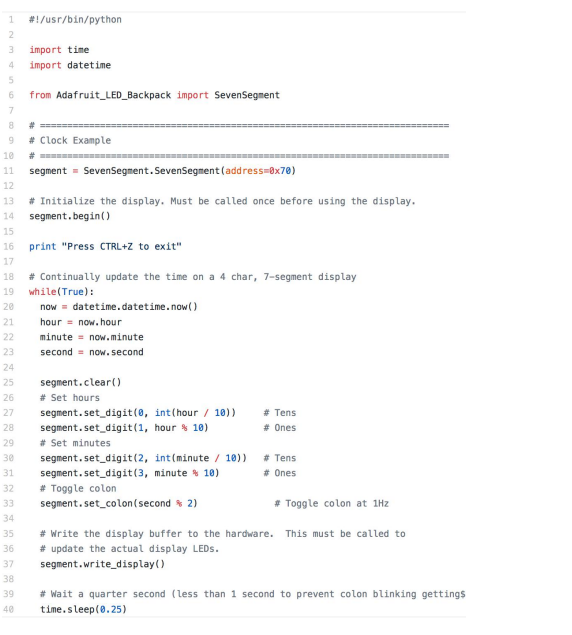 1 #!/usr/bin/python
2
3 import time
4 import datetime
5
6 from Adafruit_LED_Backpack import SevenSegment
7
8 # ===========================================================================
9 # Clock Example
10 # ===========================================================================
11 segment = SevenSegment.SevenSegment(address=0x70)
12
13 # Initialize the display. Must be called once before using the display.
14 segment.begin()
15
16 print "Press CTRL+Z to exit"
17
18 # Continually update the time on a 4 char, 7-segment display
19 while(True):
20   now = datetime.datetime.now()
21   hour = now.hour
22   minute = now.minute
23   second = now.second
24
25   segment.clear()
26   # Set hours
27   segment.set_digit(0, int(hour / 10))     # Tens
28   segment.set_digit(1, hour % 10)          # Ones
29   # Set minutes
30   segment.set_digit(2, int(minute / 10))   # Tens
31   segment.set_digit(3, minute % 10)        # Ones
32   # Toggle colon
33   segment.set_colon(second % 2)              # Toggle colon at 1Hz
34
35   # Write the display buffer to the hardware.  This must be called to
36   # update the actual display LEDs.
37   segment.write_display()
38
39   # Wait a quarter second (less than 1 second to prevent colon blinking getting$
40   time.sleep(0.25)